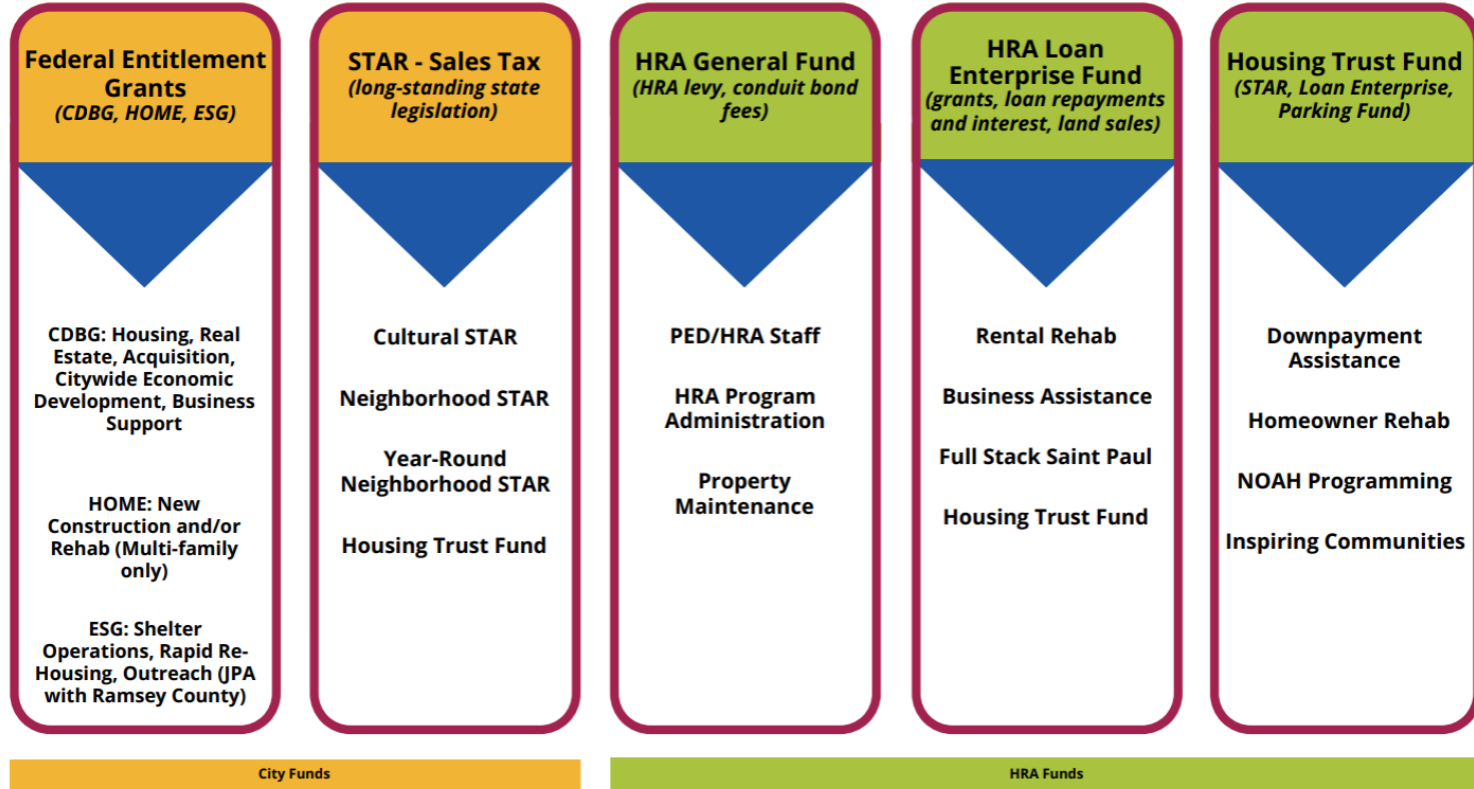 Federal Entitlement
Grants
(CDBG, HOME, ESG)
CDBG: Housing, Real
Estate, Acquisition,
Citywide Economic
Development, Business
Support
HOME: New
Construction and/or
Rehab (Multi-family
only)
ESG: Shelter
Operations, Rapid Re-
Housing, Outreach (JPA
with Ramsey County)
STAR - Sales Tax
(long-standing state
legislation)
Cultural STAR
Neighborhood STAR
Year-Round
Neighborhood STAR
Housing Trust Fund
HRA General Fund
(HRA levy, conduit bond
fees)
PED/HRA Staff
HRA Program
Administration
Property
Maintenance
HRA Loan
Enterprise Fund
(grants, loan repayments
and interest, land sales)
Rental Rehab
Business Assistance
Full Stack Saint Paul
Housing Trust Fund
Housing Trust Fund
(STAR, Loan Enterprise,
Parking Fund)
Downpayment
Assistance
Homeowner Rehab
NOAH Programming
Inspiring Communities
City Funds
HRA Funds